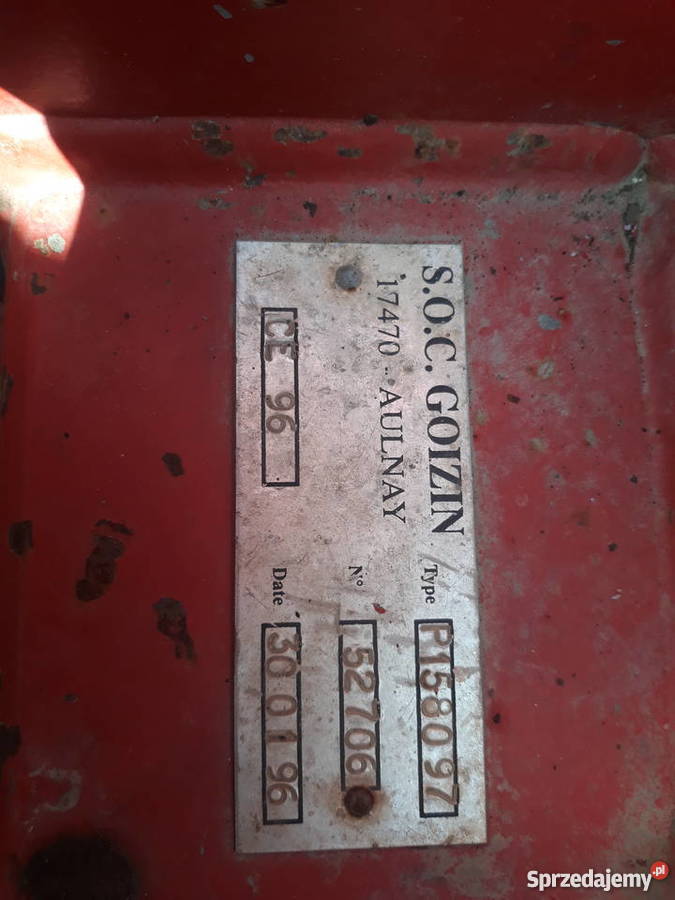 S.O.C. GOIZIN
17470 - AULNAY
CE 96
Type P158097
N° 52706
Date 30 01 96
Sprzedajemy.pl